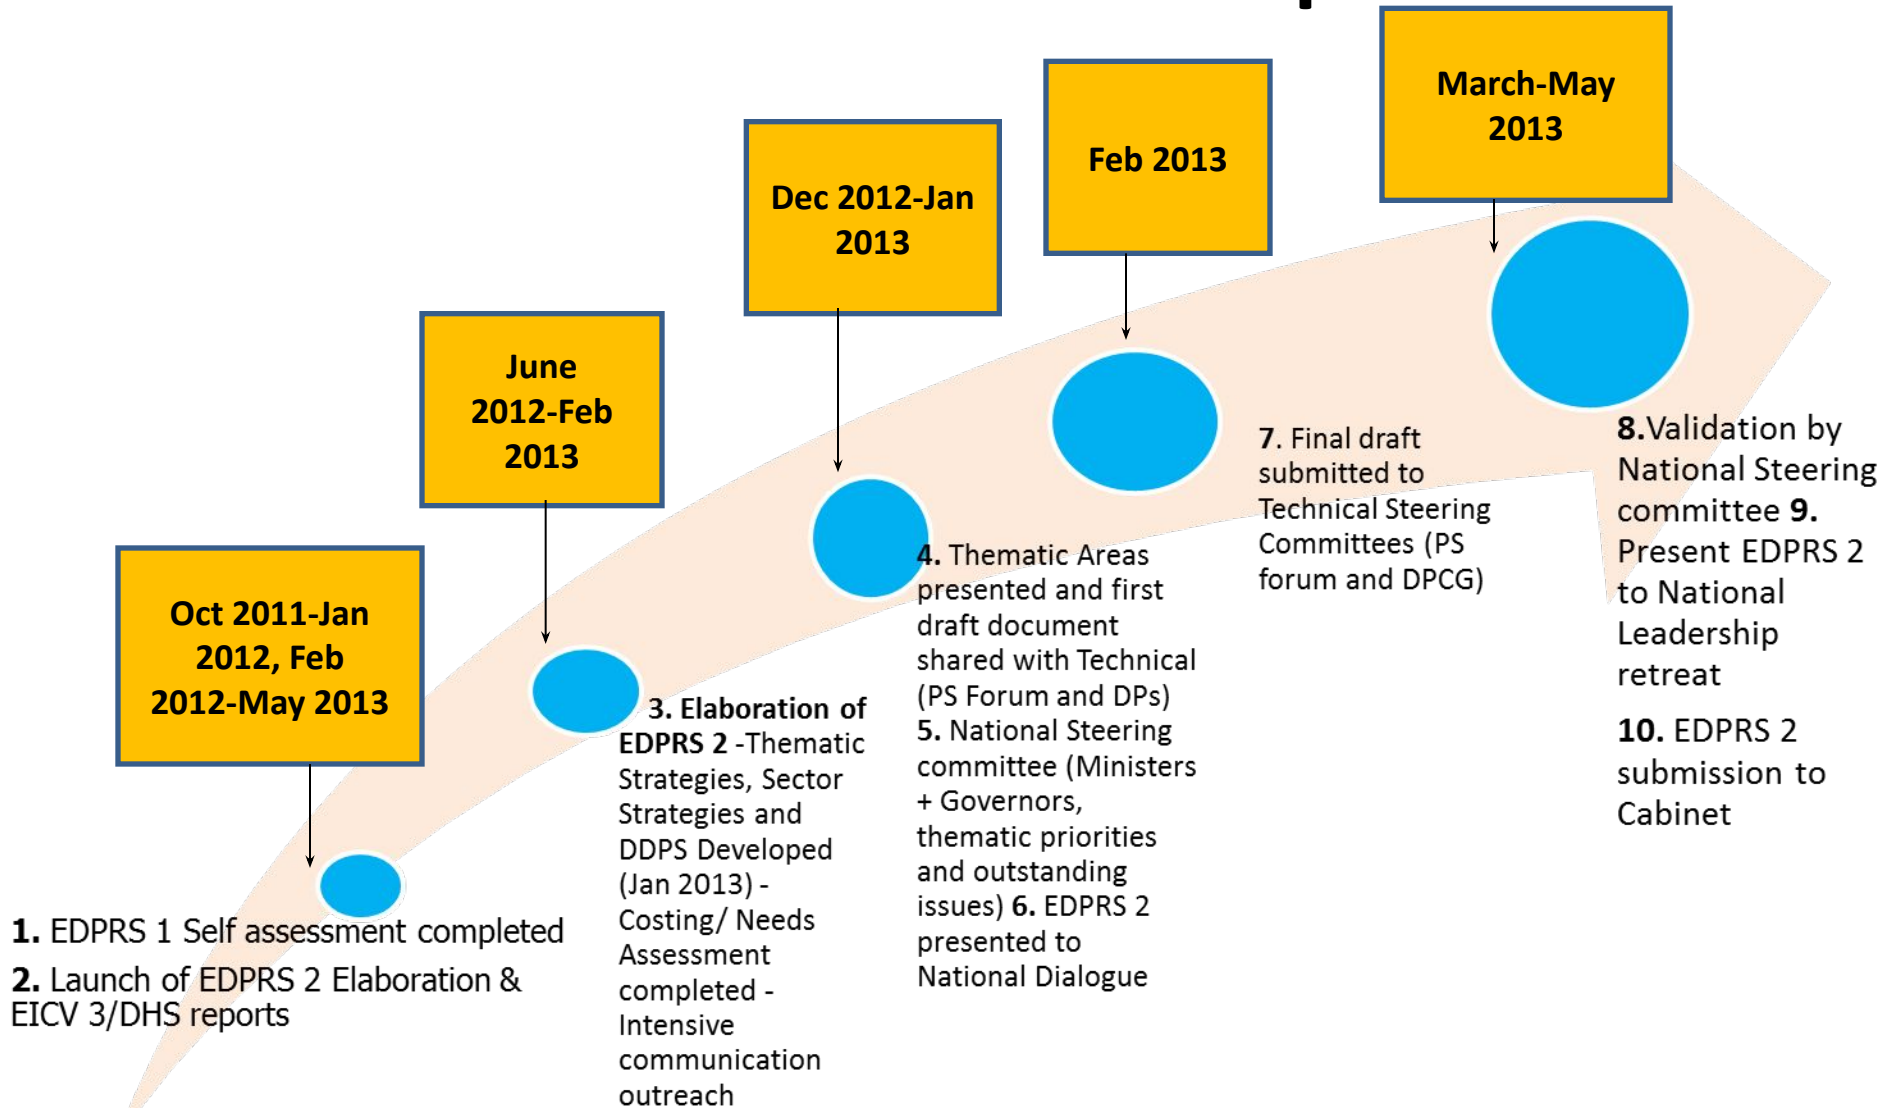 March-May
2013
Feb 2013
Dec 2012-Jan
2013
June
2012-Feb
2013
Oct 2011-Jan
2012, Feb
2012-May 2013
1. EDPRS 1 Self assessment completed
2. Launch of EDPRS 2 Elaboration &
EICV 3/DHS reports
3. Elaboration of
EDPRS 2 -Thematic
Strategies, Sector
Strategies and
DDPS Developed
(Jan 2013) -
Costing/ Needs
Assessment
completed -
Intensive
communication
outreach
4. Thematic Areas
presented and first
draft document
shared with Technical
(PS Forum and DPs)
5. National Steering
committee (Ministers
+ Governors,
thematic priorities
and outstanding
issues) 6. EDPRS 2
presented to
National Dialogue
7. Final draft
submitted to
Technical Steering
Committees (PS
forum and DPCG)
8.Validation by
National Steering
committee 9.
Present EDPRS 2
to National
Leadership
retreat
10. EDPRS 2
submission to
Cabinet